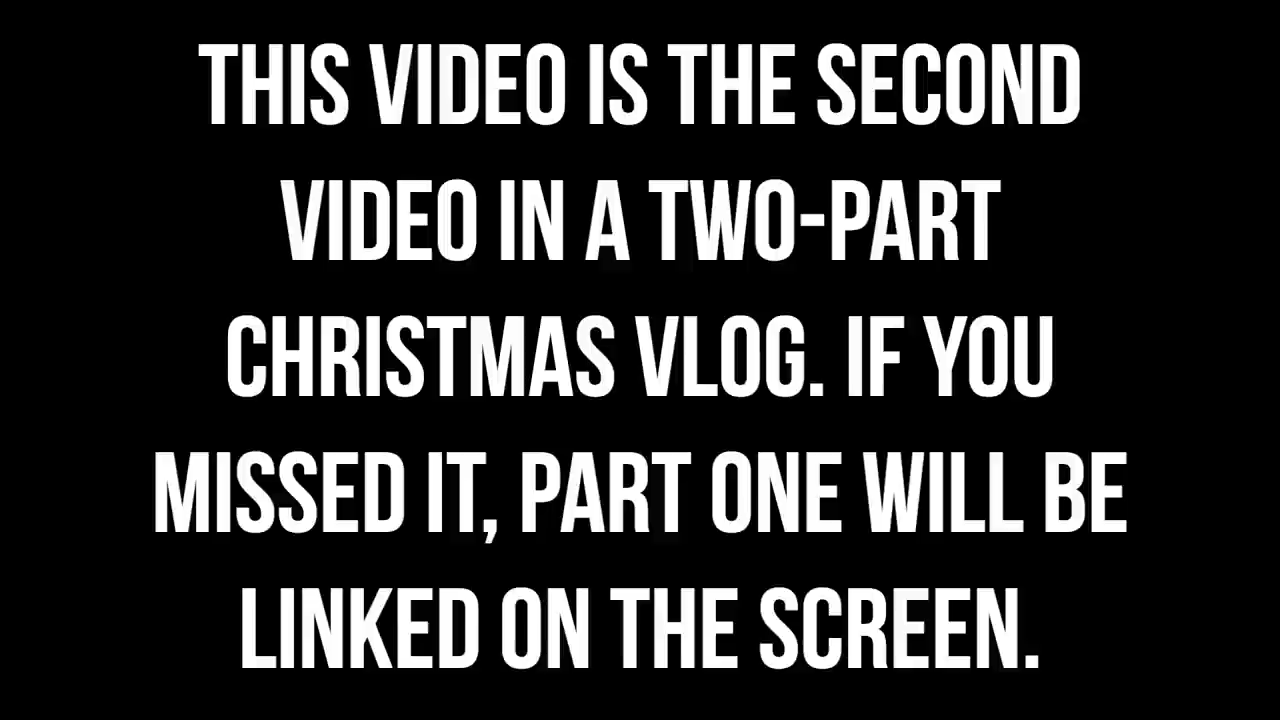 THIS VIDEO IS THE SECOND
VIDEO IN A TWO-PART
CHRISTMAS VLOG. IF YOU
MISSED IT, PART ONE WILL BE
LINKED ON THE SCREEN.